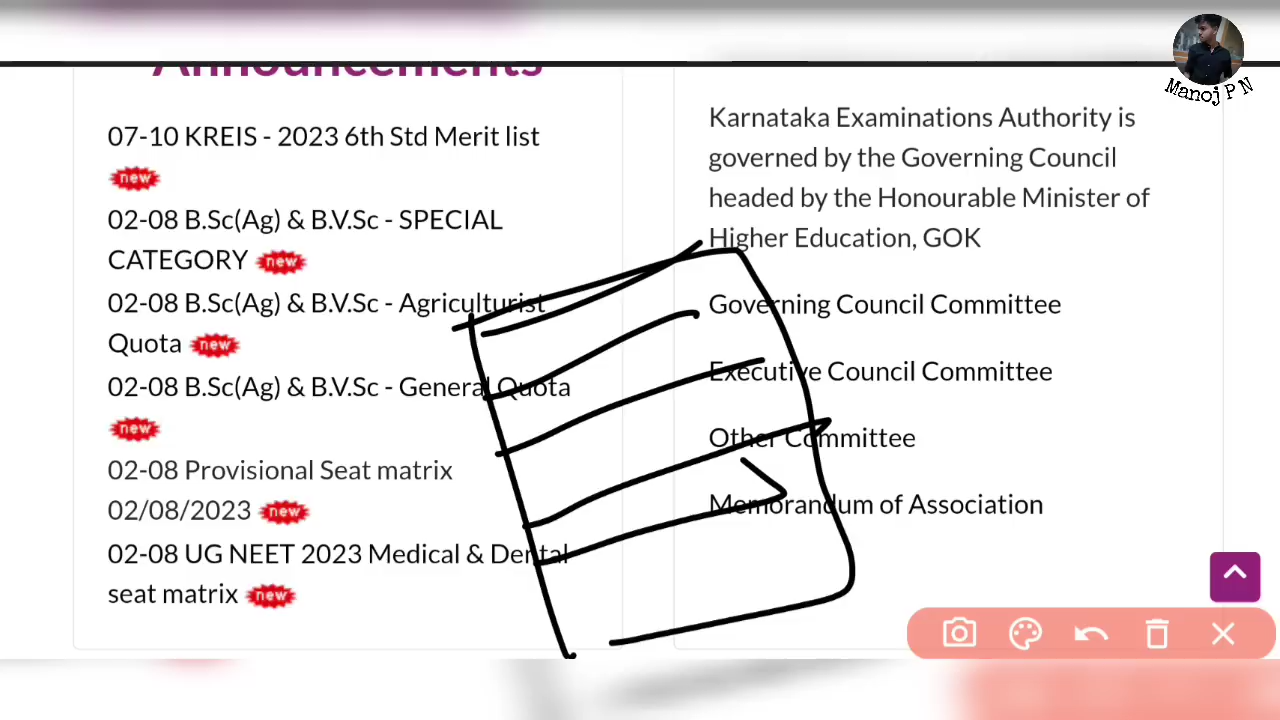 Manoj P N
Announcements
07-10 KREIS - 2023 6th Std Merit list
new
02-08 B.Sc(Ag) & B.V.Sc - SPECIAL
CATEGORY new
02-08 B.Sc(Ag) & B.V.Sc - Agriculturist
Quota new
02-08 B.Sc(Ag) & B.V.Sc - General Quota
new
02-08 Provisional Seat matrix
02/08/2023 new
02-08 UG NEET 2023 Medical & Dental
seat matrix new
Karnataka Examinations Authority is
governed by the Governing Council
headed by the Honourable Minister of
Higher Education, GOK
Governing Council Committee
Executive Council Committee
Other Committee
Memorandum of Association